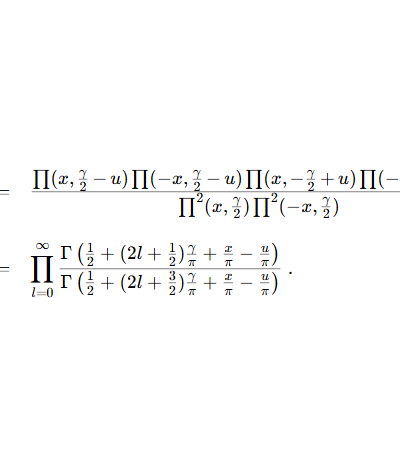 = ∏(x, γ/2 − u) ∏(−x, γ/2 − u) ∏(x, −γ/2 + u) ∏(− / ∏²(x, γ/2) ∏²(−x, γ/2)
= ∏_{l=0}^{∞} Γ(1/2 + (2l + 1/2) γ/π + x/π − u/π) / Γ(1/2 + (2l + 3/2) γ/π + x/π − u/π) .